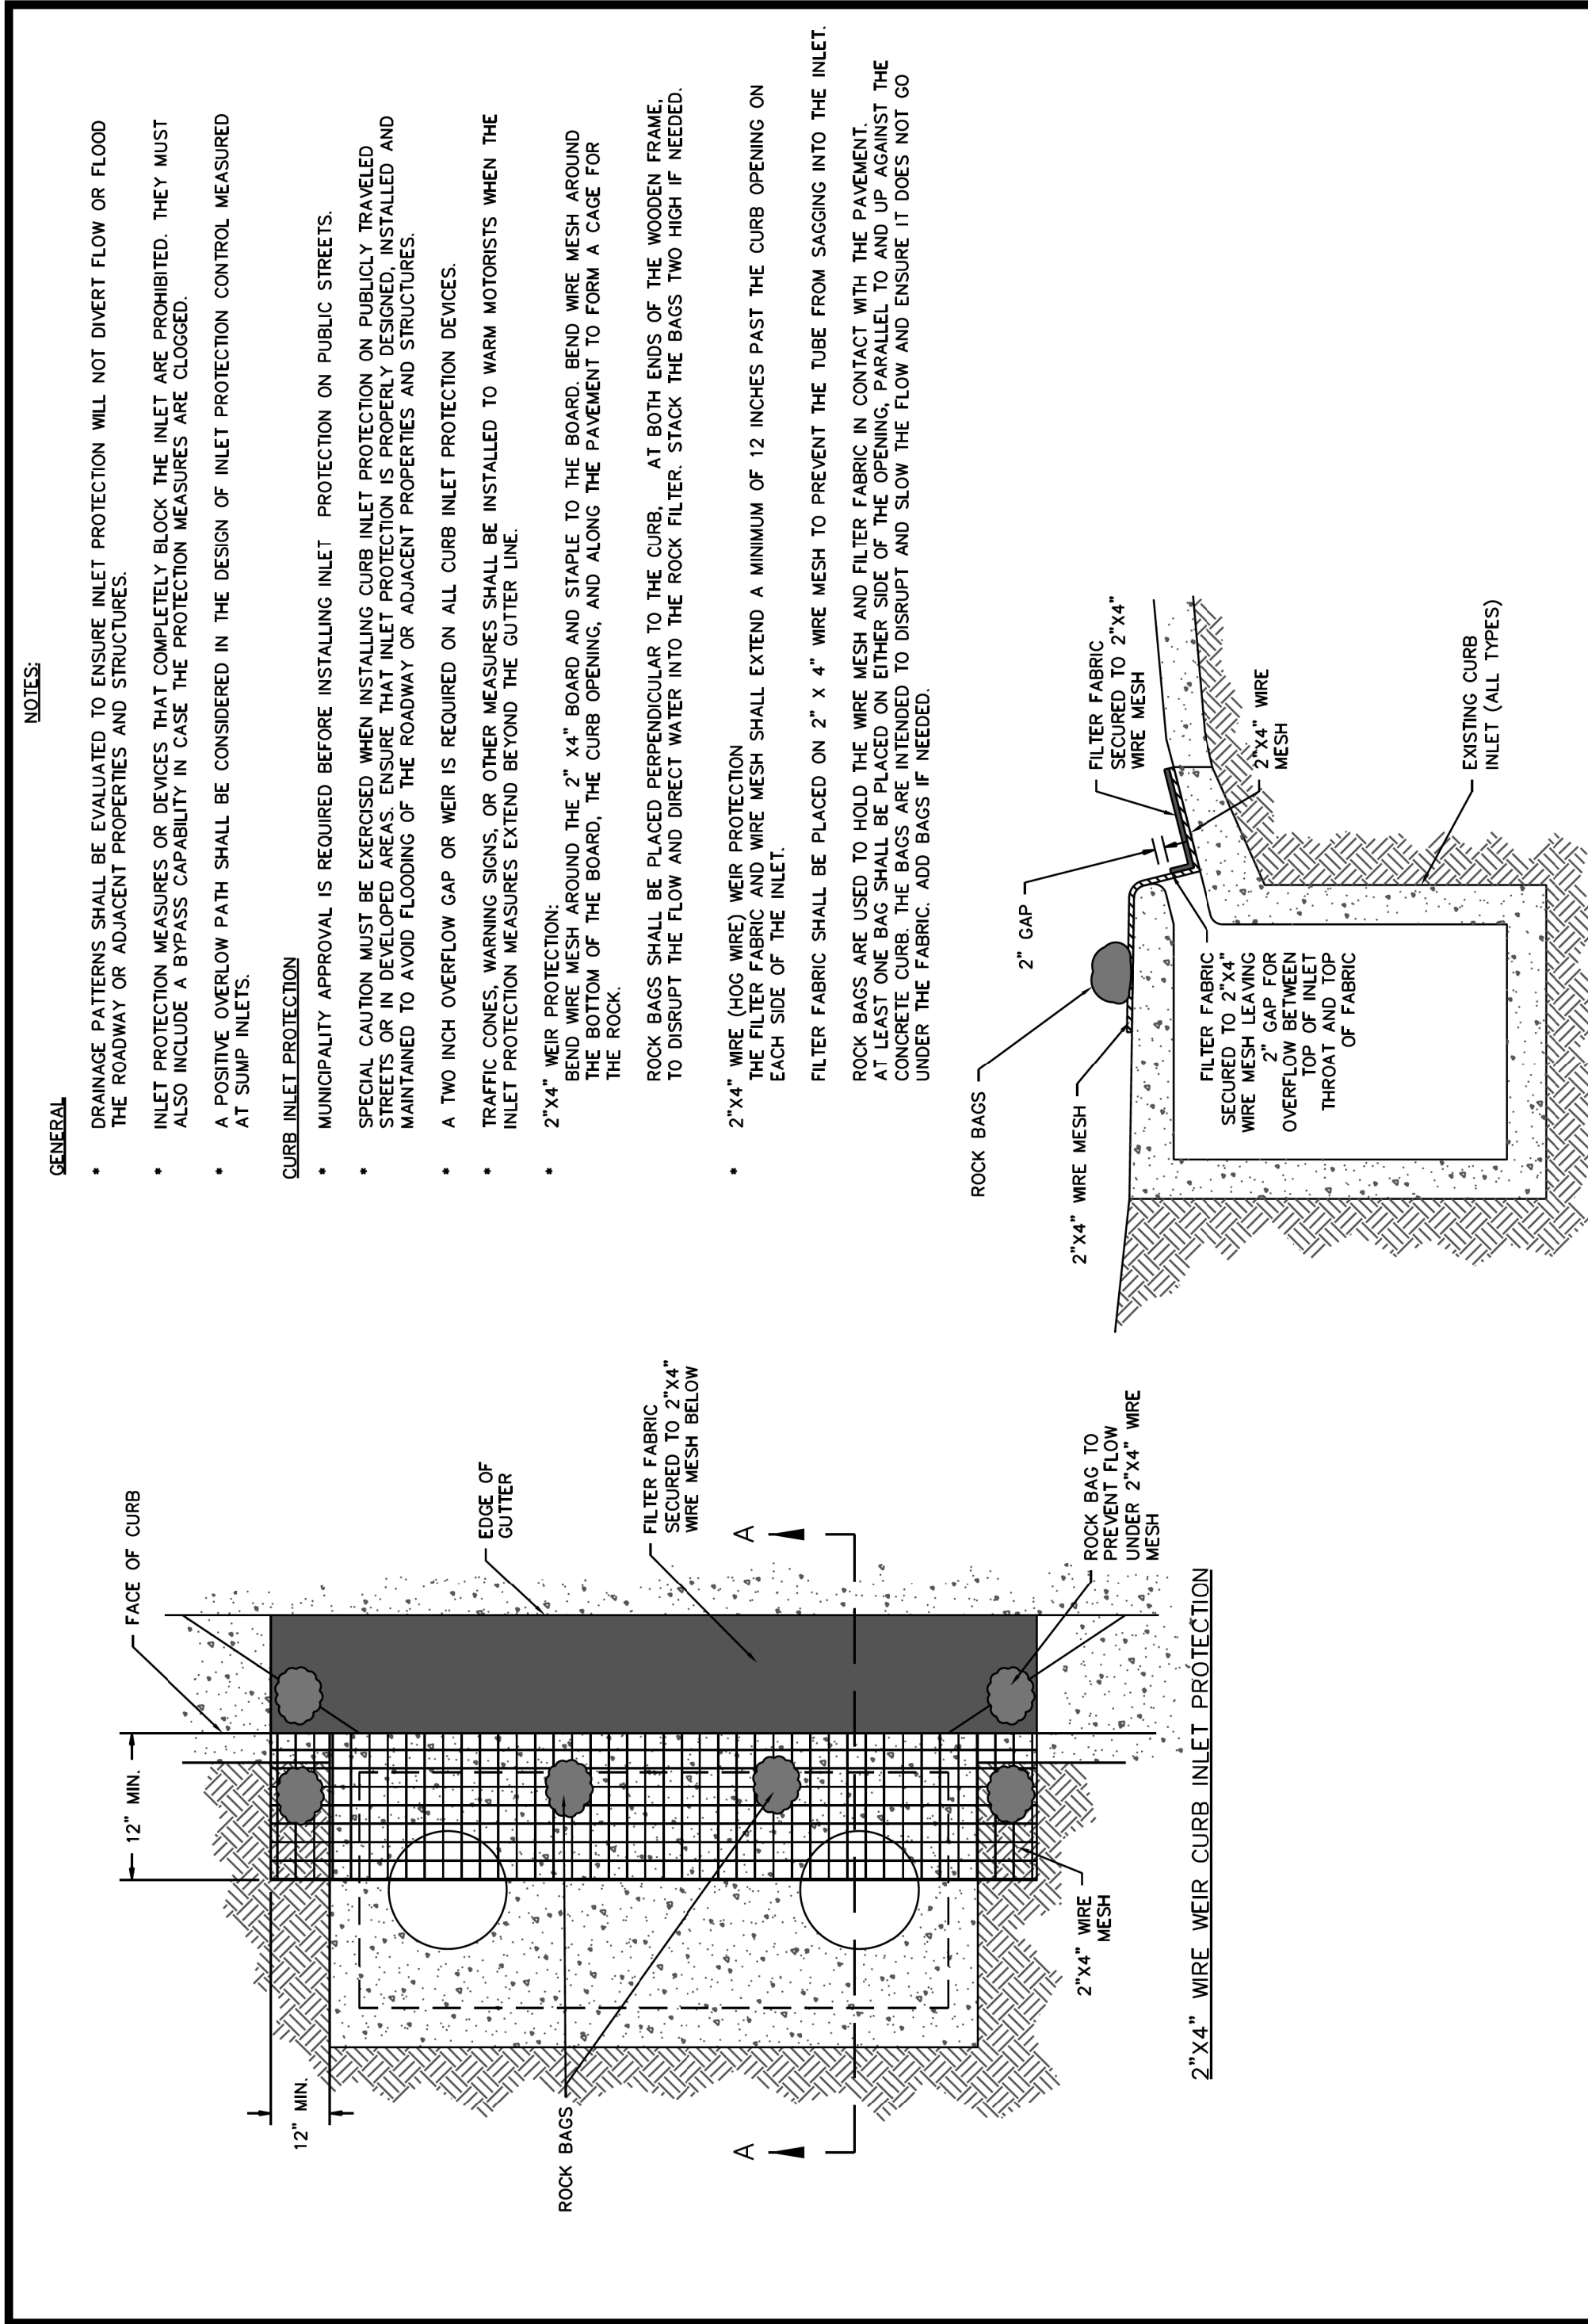 NOTES:
GENERAL
* DRAINAGE PATTERNS SHALL BE EVALUATED TO ENSURE INLET PROTECTION WILL NOT DIVERT FLOW OR FLOOD
THE ROADWAY OR ADJACENT PROPERTIES AND STRUCTURES.
* INLET PROTECTION MEASURES OR DEVICES THAT COMPLETELY BLOCK THE INLET ARE PROHIBITED. THEY MUST
ALSO INCLUDE A BYPASS CAPABILITY IN CASE THE PROTECTION MEASURES ARE CLOGGED.
* A POSITIVE OVERLOW PATH SHALL BE CONSIDERED IN THE DESIGN OF INLET PROTECTION CONTROL MEASURED
AT SUMP INLETS.
CURB INLET PROTECTION
* MUNICIPALITY APPROVAL IS REQUIRED BEFORE INSTALLING INLET PROTECTION ON PUBLIC STREETS.
* SPECIAL CAUTION MUST BE EXERCISED WHEN INSTALLING CURB INLET PROTECTION ON PUBLICLY TRAVELED
STREETS OR IN DEVELOPED AREAS. ENSURE THAT INLET PROTECTION IS PROPERLY DESIGNED, INSTALLED AND
MAINTAINED TO AVOID FLOODING OF THE ROADWAY OR ADJACENT PROPERTIES AND STRUCTURES.
* A TWO INCH OVERFLOW GAP OR WEIR IS REQUIRED ON ALL CURB INLET PROTECTION DEVICES.
* TRAFFIC CONES, WARNING SIGNS, OR OTHER MEASURES SHALL BE INSTALLED TO WARM MOTORISTS WHEN THE
INLET PROTECTION MEASURES EXTEND BEYOND THE GUTTER LINE.
* 2"X4" WEIR PROTECTION:
BEND WIRE MESH AROUND THE 2" X4" BOARD AND STAPLE TO THE BOARD. BEND WIRE MESH AROUND
THE BOTTOM OF THE BOARD, THE CURB OPENING, AND ALONG THE PAVEMENT TO FORM A CAGE FOR
THE ROCK.
ROCK BAGS SHALL BE PLACED PERPENDICULAR TO THE CURB, AT BOTH ENDS OF THE WOODEN FRAME,
TO DISRUPT THE FLOW AND DIRECT WATER INTO THE ROCK FILTER. STACK THE BAGS TWO HIGH IF NEEDED.
* 2"X4" WIRE (HOG WIRE) WEIR PROTECTION
THE FILTER FABRIC AND WIRE MESH SHALL EXTEND A MINIMUM OF 12 INCHES PAST THE CURB OPENING ON
EACH SIDE OF THE INLET.
FILTER FABRIC SHALL BE PLACED ON 2" X 4" WIRE MESH TO PREVENT THE TUBE FROM SAGGING INTO THE INLET.
ROCK BAGS ARE USED TO HOLD THE WIRE MESH AND FILTER FABRIC IN CONTACT WITH THE PAVEMENT.
AT LEAST ONE BAG SHALL BE PLACED ON EITHER SIDE OF THE OPENING, PARALLEL TO AND UP AGAINST THE
CONCRETE CURB. THE BAGS ARE INTENDED TO DISRUPT AND SLOW THE FLOW AND ENSURE IT DOES NOT GO
UNDER THE FABRIC. ADD BAGS IF NEEDED.
12" MIN.
12" MIN.
FACE OF CURB
EDGE OF
GUTTER
FILTER FABRIC
SECURED TO 2"X4"
WIRE MESH BELOW
ROCK BAGS
A
A
2"X4" WIRE
MESH
ROCK BAG TO
PREVENT FLOW
UNDER 2"X4" WIRE
MESH
2"X4" WIRE WEIR CURB INLET PROTECTION
ROCK BAGS
2" GAP
2"X4" WIRE MESH
FILTER FABRIC
SECURED TO 2"X4"
WIRE MESH
FILTER FABRIC
SECURED TO 2"X4"
WIRE MESH LEAVING
2" GAP FOR
OVERFLOW BETWEEN
TOP OF INLET
THROAT AND TOP
OF FABRIC
2"X4" WIRE
MESH
EXISTING CURB
INLET (ALL TYPES)